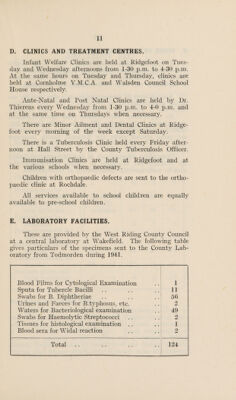 11
D. CLINICS AND TREATMENT CENTRES.
Infant Welfare Clinics are held at Ridgefoot on Tues-
day and Wednesday afternoons from 1-30 p.m. to 4-30 p.m.
At the same hours on Tuesday and Thursday, clinics are
held at Cornholme Y.M.C.A. and Walsden Council School
House respectively.
Ante-Natal and Post Natal Clinics are held by Dr.
Thierens every Wednesday from 1-30 p.m. to 4-0 p.m. and
at the same time on Thursdays when necessary.
There are Minor Ailment and Dental Clinics at Ridge-
foot every morning of the week except Saturday.
There is a Tuberculosis Clinic held every Friday after-
noon at Hall Street by the County Tuberculosis Officer.
Immunisation Clinics are held at Ridgefoot and at
the various schools when necessary.
Children with orthopaedic defects are sent to the ortho-
paedic clinic at Rochdale.
All services available to school children are equally
available to pre-school children.
E. LABORATORY FACILITIES.
These are provided by the West Riding County Council
at a central laboratory at Wakefield. The following table
gives particulars of the specimens sent to the County Lab-
oratory from Todmorden during 1941.
Blood Films for Cytological Examination .. 1
Sputa for Tubercle Bacilli .. .. .. 11
Swabs for B. Diphtheriae .. .. .. 56
Urines and Faeces for B.typhosus, etc. .. 2
Waters for Bacteriological examination .. 49
Swabs for Haemolytic Streptococci .. .. 2
Tissues for histological examination .. .. 1
Blood sera for Widal reaction .. .. 2
Total .. .. .. 124